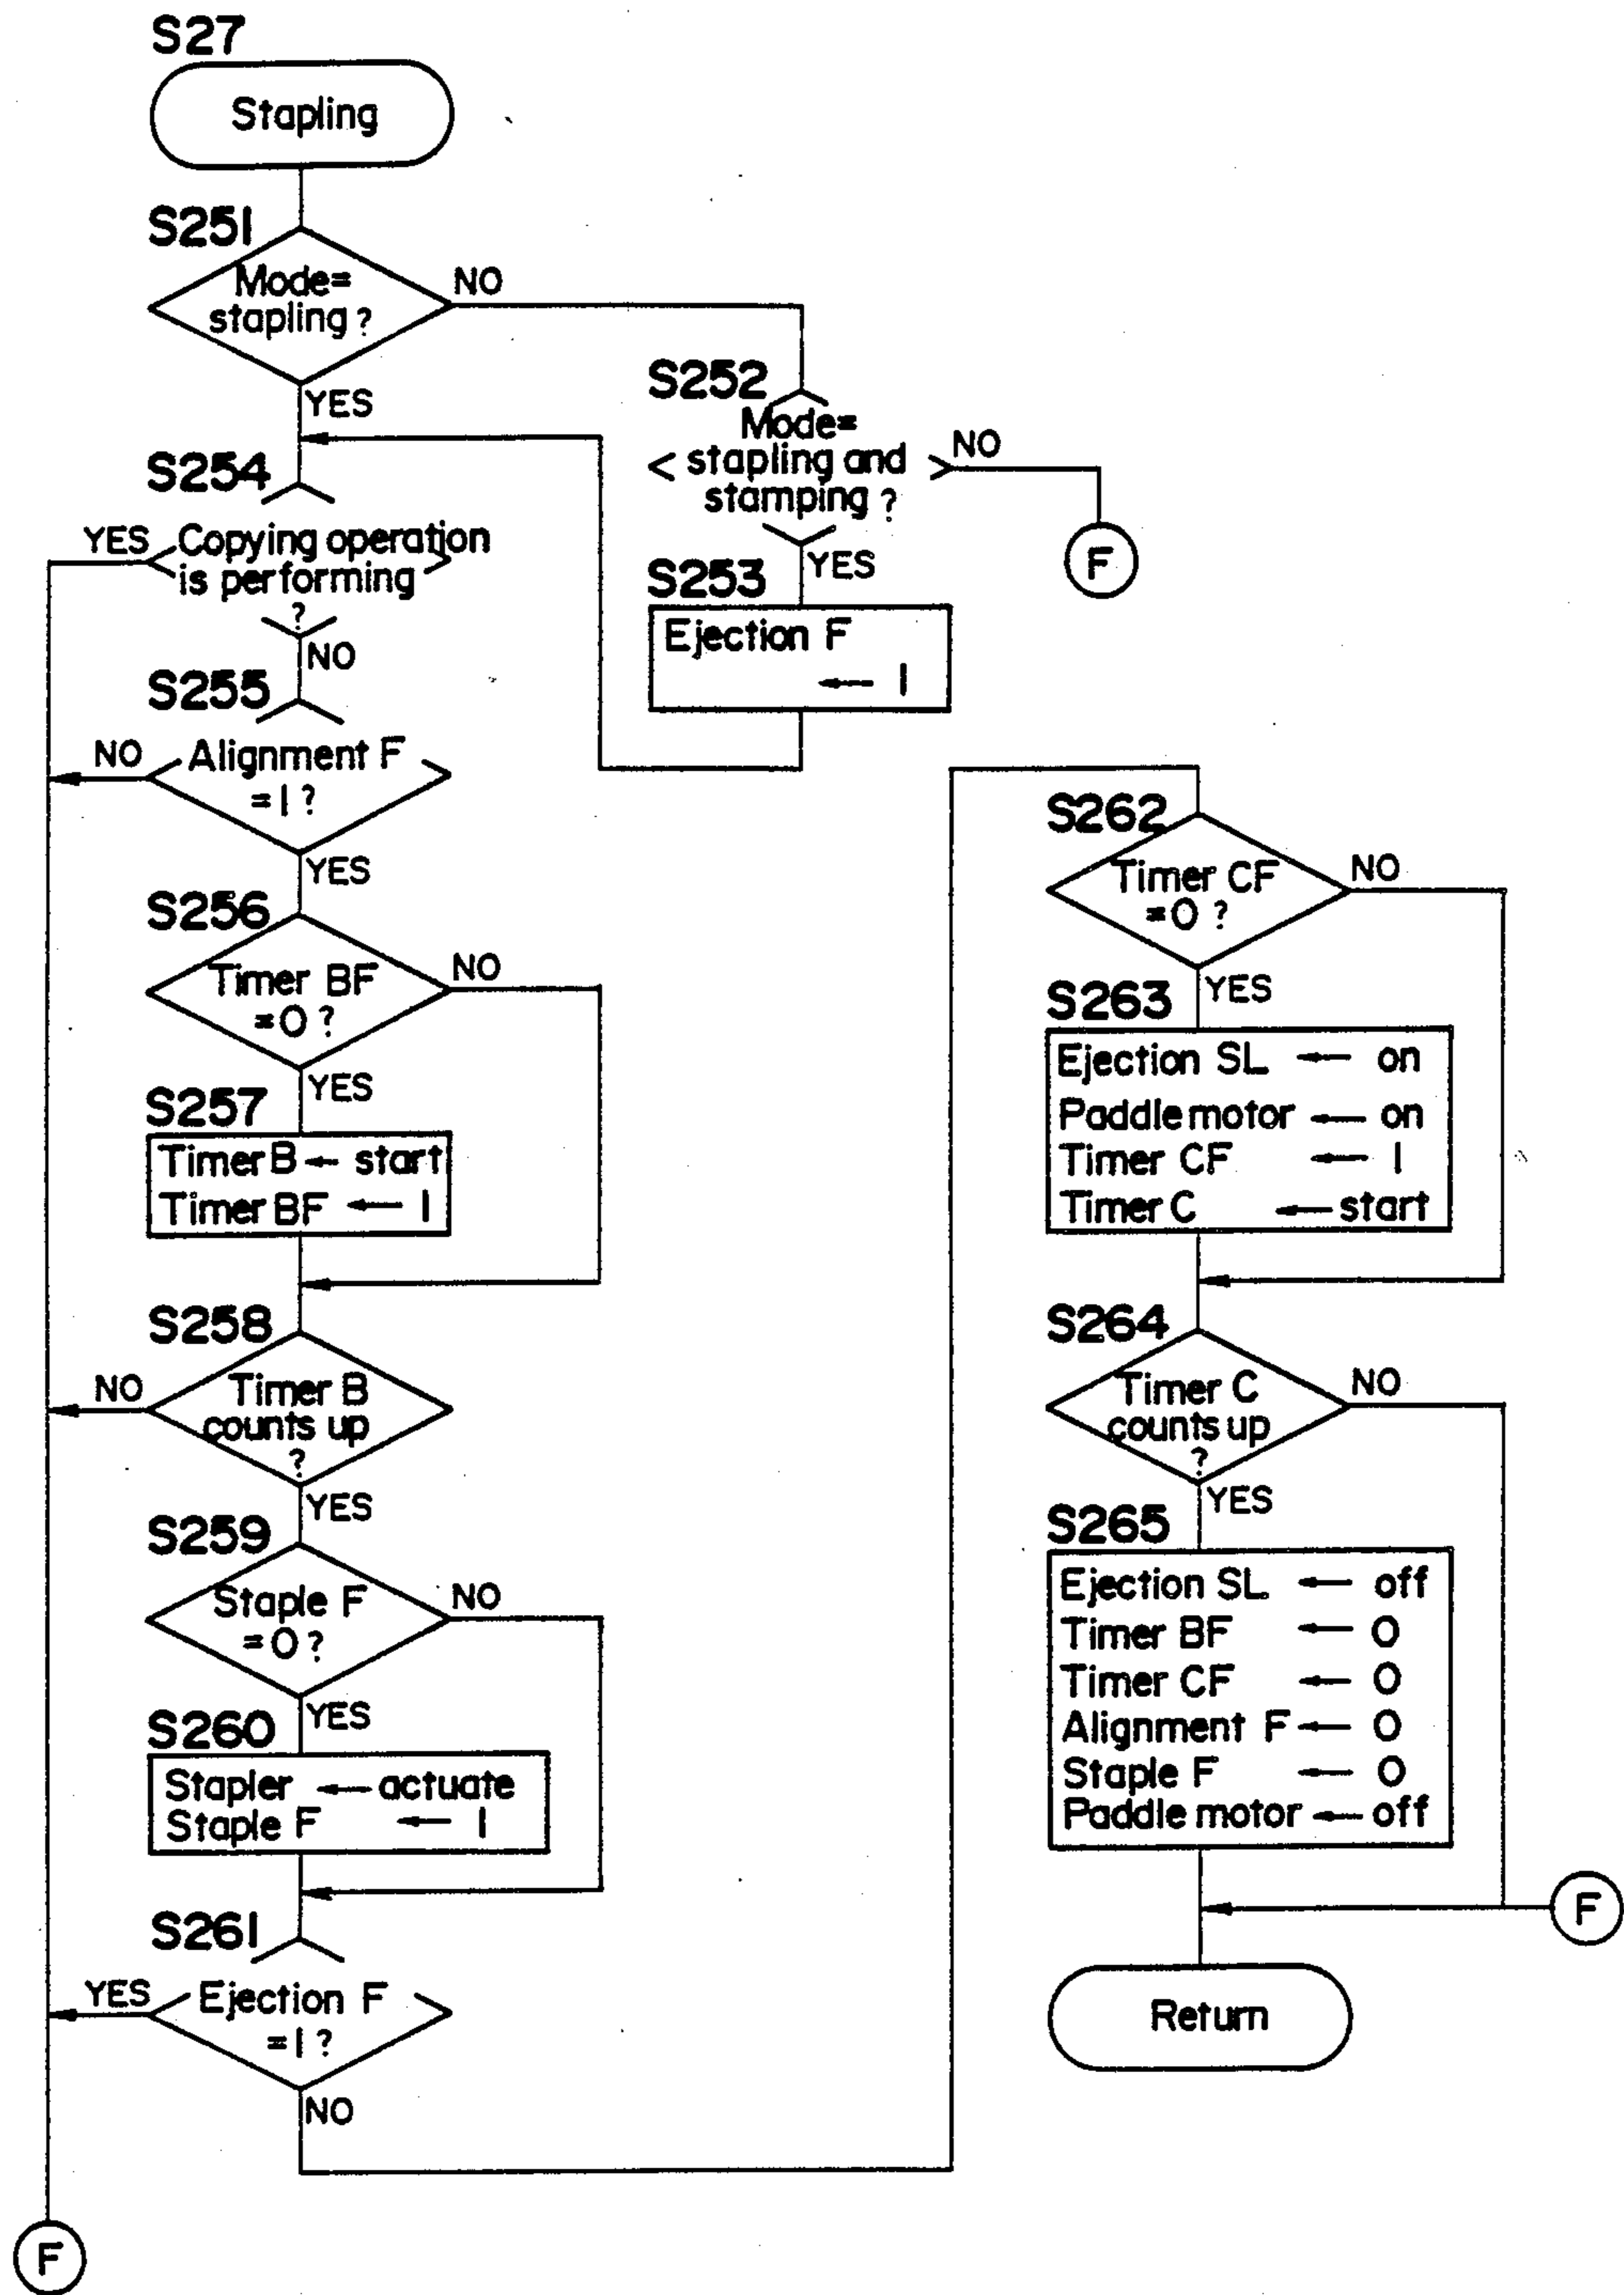 S27
Stapling
S251
Mode=
stapling ?
NO
YES
S252
Mode=
stapling and
stamping ?
NO
F
YES
S253
Ejection F
← 1
S254
YES
Copying operation
is performing
?
NO
S255
NO
Alignment F
=1 ?
YES
S256
Timer BF
=0 ?
NO
YES
S257
Timer B ← start
Timer BF ← 1
S258
NO
Timer B
counts up
?
YES
S259
Staple F
=0 ?
NO
YES
S260
Stapler ← actuate
Staple F ← 1
S261
YES
Ejection F
=1 ?
NO
F
S262
Timer CF
=0 ?
NO
YES
S263
Ejection SL ← on
Paddle motor ← on
Timer CF ← 1
Timer C ← start
S264
Timer C
counts up
?
NO
YES
S265
Ejection SL ← off
Timer BF ← 0
Timer CF ← 0
Alignment F ← 0
Staple F ← 0
Paddle motor ← off
F
Return